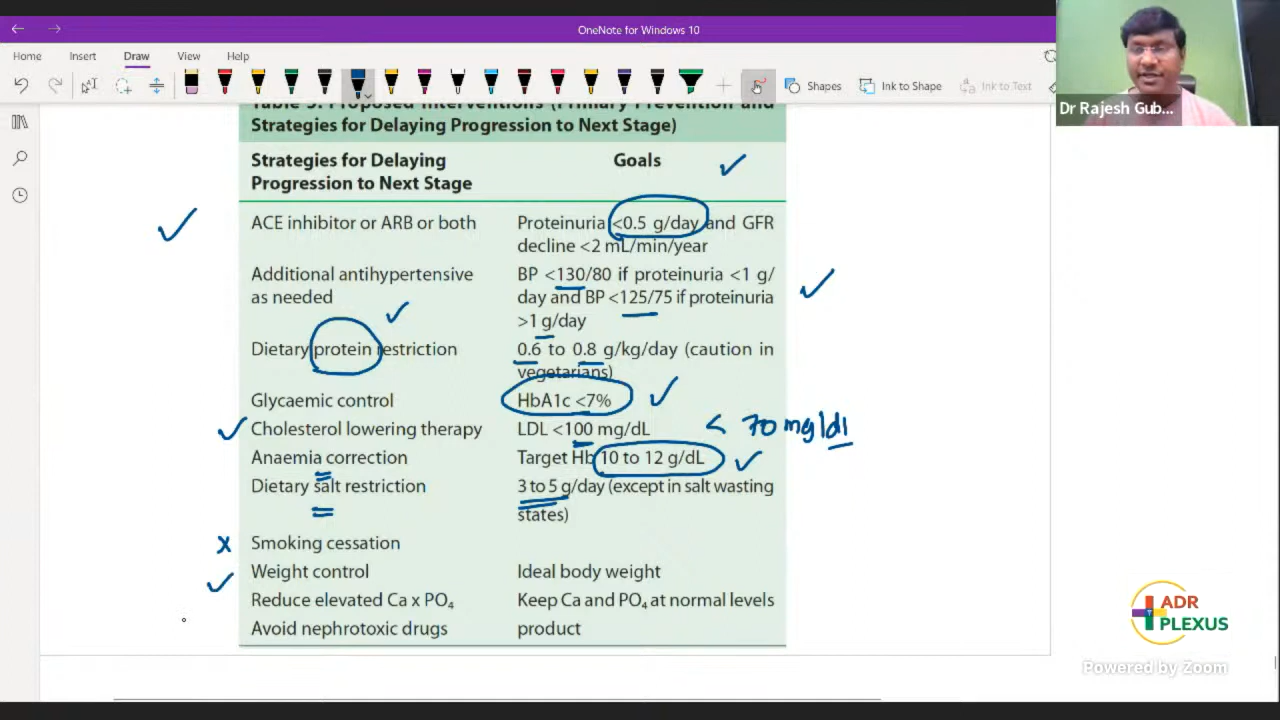 OneNote for Windows 10
Home Insert Draw View Help
Shapes Ink to Shape Ink to Text
Dr Rajesh Gub...
Table 5: Proposed Interventions (Primary Prevention and
Strategies for Delaying Progression to Next Stage)
Strategies for Delaying Progression to Next Stage Goals
ACE inhibitor or ARB or both Proteinuria <0.5 g/day and GFR
decline <2 mL/min/year
Additional antihypertensive BP <130/80 if proteinuria <1 g/
as needed day and BP <125/75 if proteinuria
>1 g/day
Dietary protein restriction 0.6 to 0.8 g/kg/day (caution in
vegetarians)
Glycaemic control HbA1c <7%
Cholesterol lowering therapy LDL <100 mg/dL < 70 mg/dl
Anaemia correction Target Hb 10 to 12 g/dL
Dietary salt restriction 3 to 5 g/day (except in salt wasting
states)
Smoking cessation
Weight control Ideal body weight
Reduce elevated Ca x PO₄ Keep Ca and PO₄ at normal levels
Avoid nephrotoxic drugs product
ADR
PLEXUS
Powered by Zoom